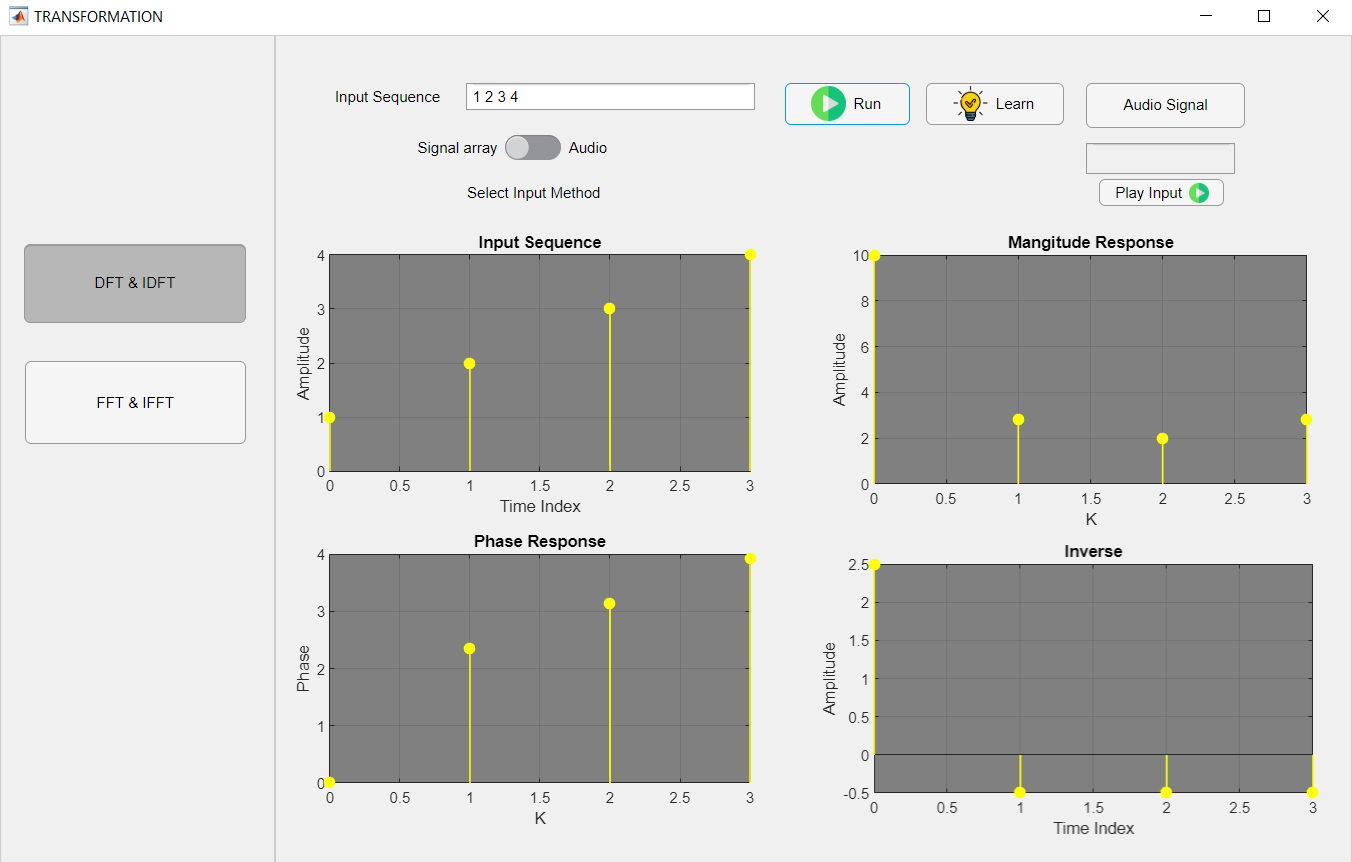 TRANSFORMATION
Input Sequence
1 2 3 4
Run
Learn
Audio Signal
Signal array
Audio
Select Input Method
Play Input
DFT & IDFT
FFT & IFFT
Input Sequence
Amplitude
4
3
2
1
0
0 0.5 1 1.5 2 2.5 3
Time Index
Mangitude Response
Amplitude
10
8
6
4
2
0
0 0.5 1 1.5 2 2.5 3
K
Phase Response
Phase
4
3
2
1
0
0 0.5 1 1.5 2 2.5 3
K
Inverse
Amplitude
2.5
2
1.5
1
0.5
0
-0.5
0 0.5 1 1.5 2 2.5 3
Time Index